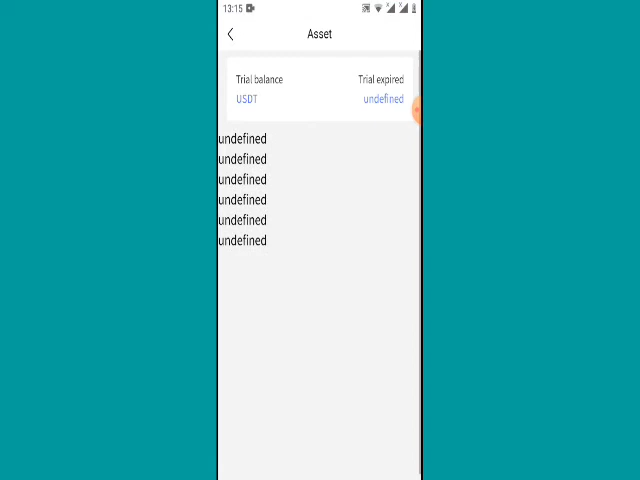 13:15
Asset
Trial balance Trial expired
USDT undefined
undefined
undefined
undefined
undefined
undefined
undefined